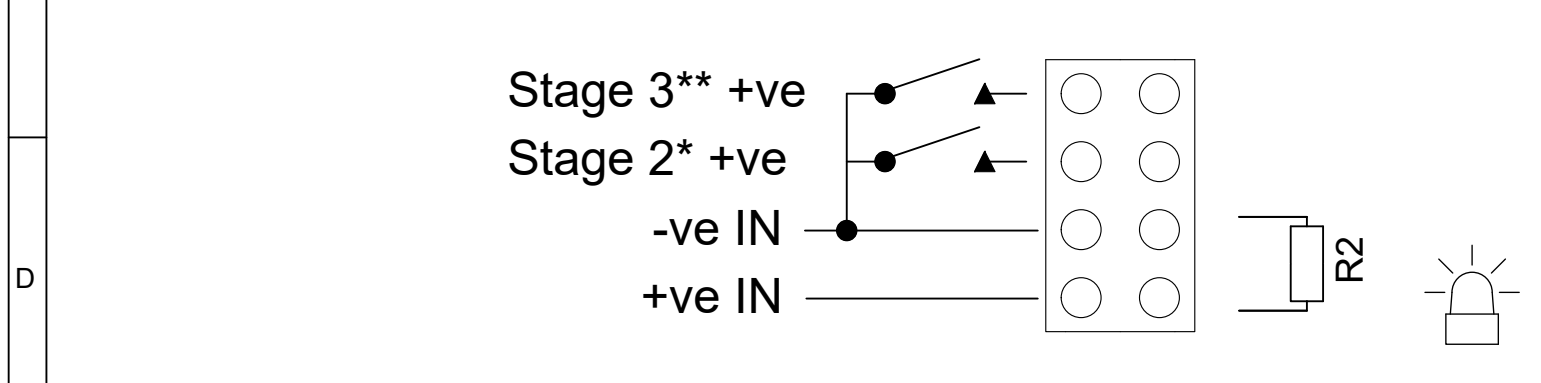 Stage 3** +ve
Stage 2* +ve
-ve IN
+ve IN
R2
D